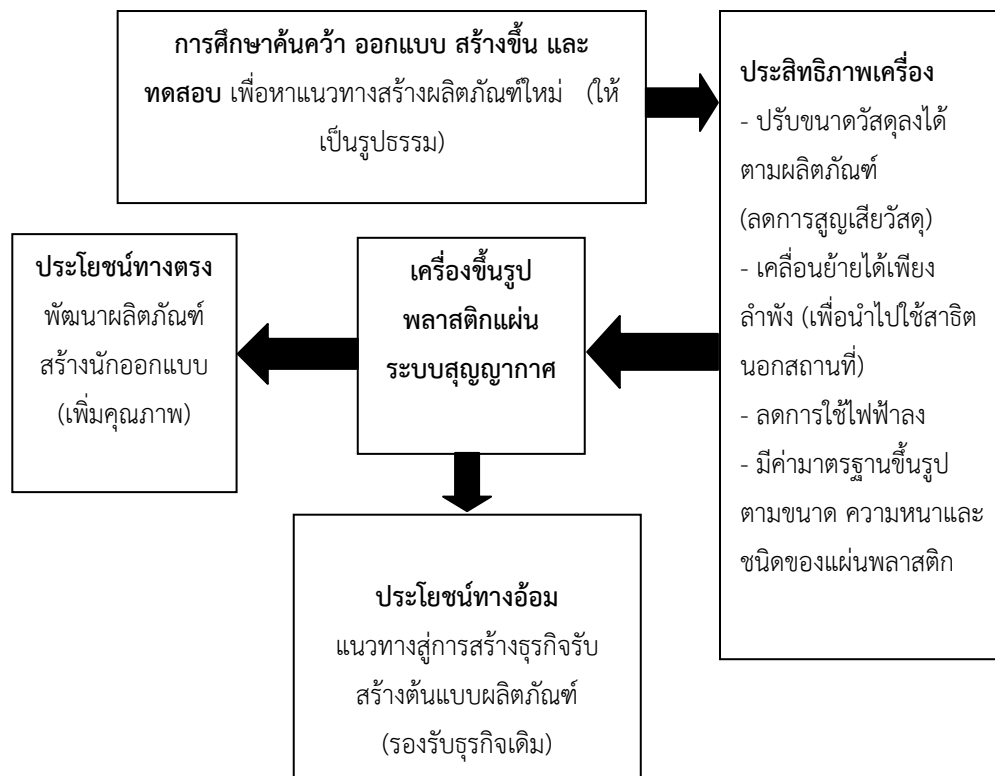 การศึกษาค้นคว้า ออกแบบ สร้างขึ้น และ
ทดสอบ เพื่อหาแนวทางสร้างผลิตภัณฑ์ใหม่ (ให้
เป็นรูปธรรม)
ประสิทธิภาพเครื่อง
- ปรับขนาดวัสดุลงได้
ตามผลิตภัณฑ์
(ลดการสูญเสียวัสดุ)
- เคลื่อนย้ายได้เพียง
ลำพัง (เพื่อนำไปใช้สาธิต
นอกสถานที่)
- ลดการใช้ไฟฟ้าลง
- มีค่ามาตรฐานขึ้นรูป
ตามขนาด ความหนาและ
ชนิดของแผ่นพลาสติก
เครื่องขึ้นรูป
พลาสติกแผ่น
ระบบสุญญากาศ
ประโยชน์ทางตรง
พัฒนาผลิตภัณฑ์
สร้างนักออกแบบ
(เพิ่มคุณภาพ)
ประโยชน์ทางอ้อม
แนวทางสู่การสร้างธุรกิจรับ
สร้างต้นแบบผลิตภัณฑ์
(รองรับธุรกิจเดิม)